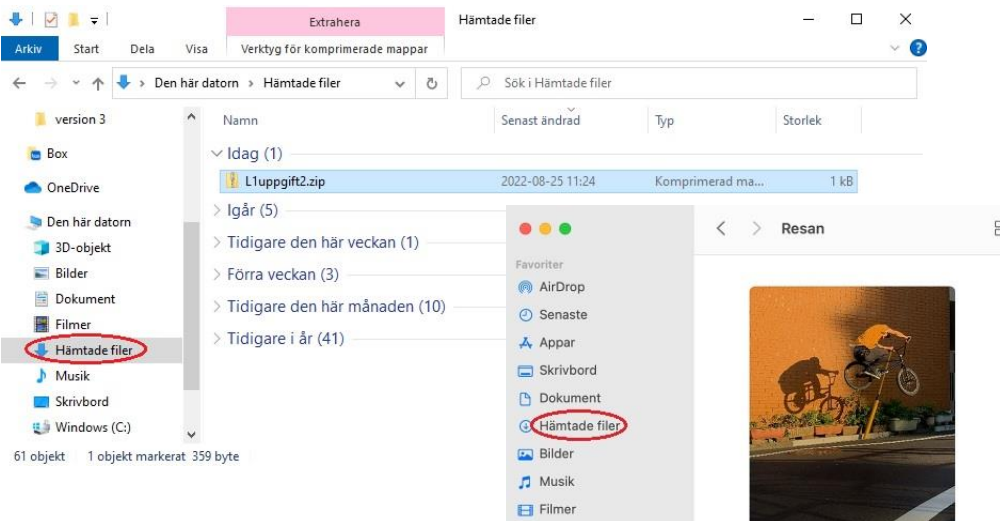 Extrahera
Hämtade filer
Arkiv Start Dela Visa Verktyg för komprimerade mappar
Den här datorn Hämtade filer Sök i Hämtade filer
version 3
Box
OneDrive
Den här datorn
3D-objekt
Bilder
Dokument
Filmer
Hämtade filer
Musik
Skrivbord
Windows (C:)
Namn Senast ändrad Typ Storlek
Idag (1)
L1uppgift2.zip 2022-08-25 11:24 Komprimerad ma... 1 kB
Igår (5)
Tidigare den här veckan (1)
Förra veckan (3)
Tidigare den här månaden (10)
Tidigare i år (41)
61 objekt 1 objekt markerat 359 byte
Resan
Favoriter
AirDrop
Senaste
Appar
Skrivbord
Dokument
Hämtade filer
Bilder
Musik
Filmer